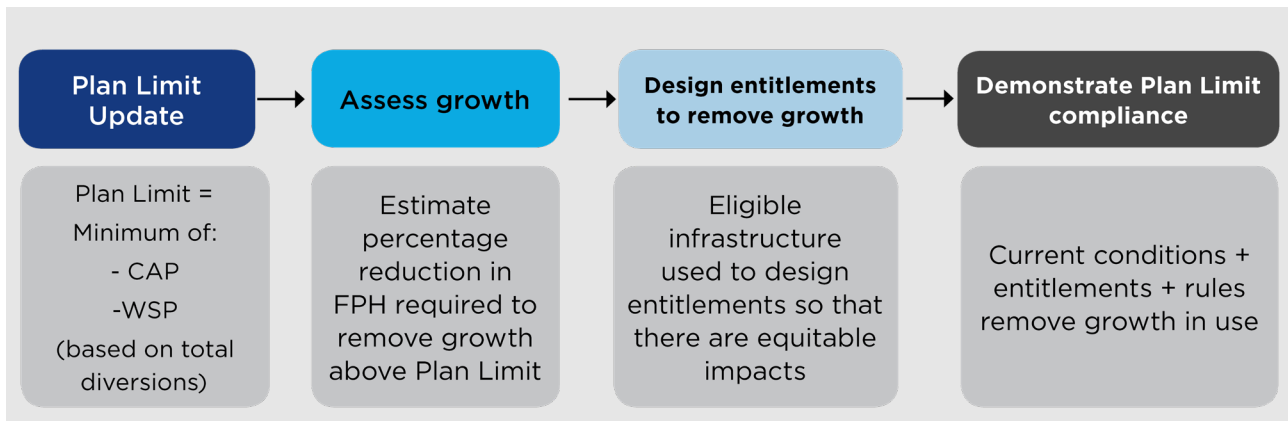 Plan Limit
Update
Assess growth
Design entitlements
to remove growth
Demonstrate Plan Limit
compliance
Plan Limit =
Minimum of:
- CAP
-WSP
(based on total
diversions)
Estimate
percentage
reduction in
FPH required to
remove growth
above Plan Limit
Eligible
infrastructure
used to design
entitlements so that
there are equitable
impacts
Current conditions +
entitlements + rules
remove growth in use